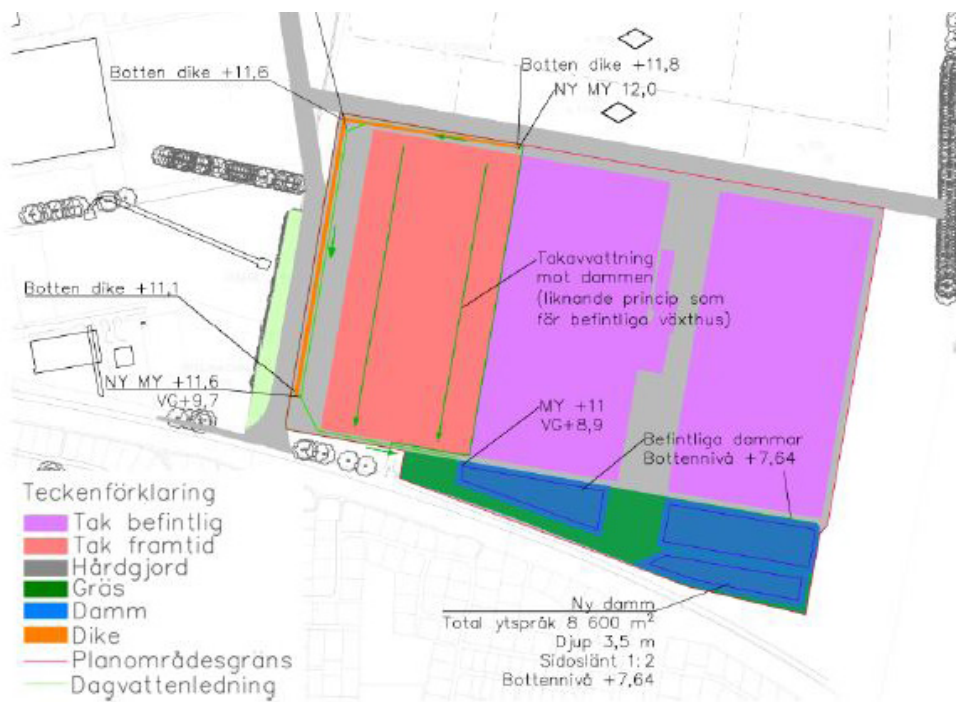 Botten dike +11,6
Botten dike +11,8
NY MY 12,0
Takavvattning
mot dammen
(liknande princip som
för befintliga växthus)
Botten dike +11,1
NY MY +11,6
VG+9,7
MY +11
VG+8,9
Befintliga dammar
Bottennivå +7,64
Teckenförklaring
Tak befintlig
Tak framtid
Hårdgjord
Gräs
Damm
Dike
Planområdesgräns
Dagvattenledning
Ny damm
Total ytspråk 8 600 m²
Djup 3,5 m
Sidoslänt 1:2
Bottennivå +7,64